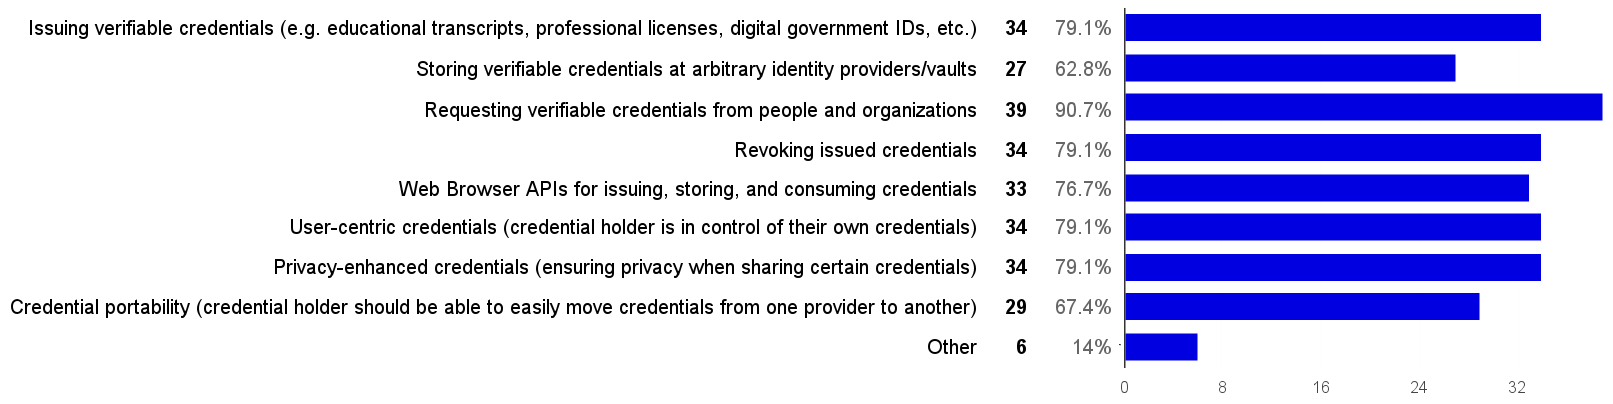 Issuing verifiable credentials (e.g. educational transcripts, professional licenses, digital government IDs, etc.) 34 79.1%
Storing verifiable credentials at arbitrary identity providers/vaults 27 62.8%
Requesting verifiable credentials from people and organizations 39 90.7%
Revoking issued credentials 34 79.1%
Web Browser APIs for issuing, storing, and consuming credentials 33 76.7%
User-centric credentials (credential holder is in control of their own credentials) 34 79.1%
Privacy-enhanced credentials (ensuring privacy when sharing certain credentials) 34 79.1%
Credential portability (credential holder should be able to easily move credentials from one provider to another) 29 67.4%
Other 6 14%
0 8 16 24 32